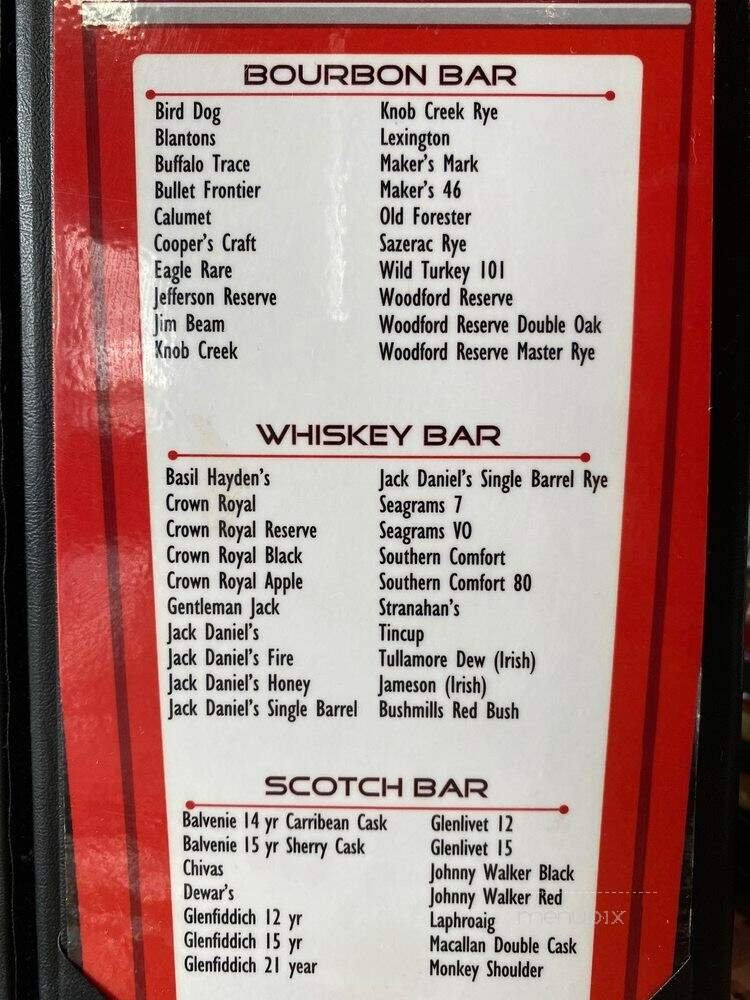 BOURBON BAR
Bird Dog
Blantons
Buffalo Trace
Bullet Frontier
Calumet
Cooper's Craft
Eagle Rare
Jefferson Reserve
Jim Beam
Knob Creek
Knob Creek Rye
Lexington
Maker's Mark
Maker's 46
Old Forester
Sazerac Rye
Wild Turkey 101
Woodford Reserve
Woodford Reserve Double Oak
Woodford Reserve Master Rye
WHISKEY BAR
Basil Hayden's
Crown Royal
Crown Royal Reserve
Crown Royal Black
Crown Royal Apple
Gentleman Jack
Jack Daniel's
Jack Daniel's Fire
Jack Daniel's Honey
Jack Daniel's Single Barrel
Jack Daniel's Single Barrel Rye
Seagrams 7
Seagrams VO
Southern Comfort
Southern Comfort 80
Stranahan's
Tincup
Tullamore Dew (Irish)
Jameson (Irish)
Bushmills Red Bush
SCOTCH BAR
Balvenie 14 yr Carribean Cask
Balvenie 15 yr Sherry Cask
Chivas
Dewar's
Glenfiddich 12 yr
Glenfiddich 15 yr
Glenfiddich 21 year
Glenlivet 12
Glenlivet 15
Johnny Walker Black
Johnny Walker Red
Laphroaig
Macallan Double Cask
Monkey Shoulder
menupix